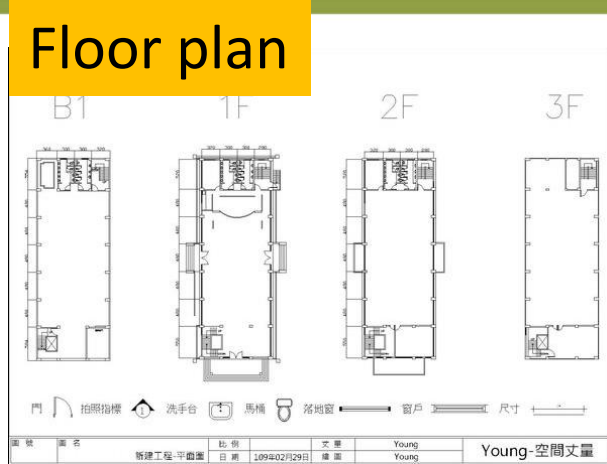 Floor plan
B1 1F 2F 3F
門 拍照指標 1 洗手台 馬桶 落地窗 窗戶 尺寸
圖 號 圖 名 比 例 丈 量 Young Young-空間丈量
新建工程-平面圖 日 期 109年02月29日 繪 圖 Young